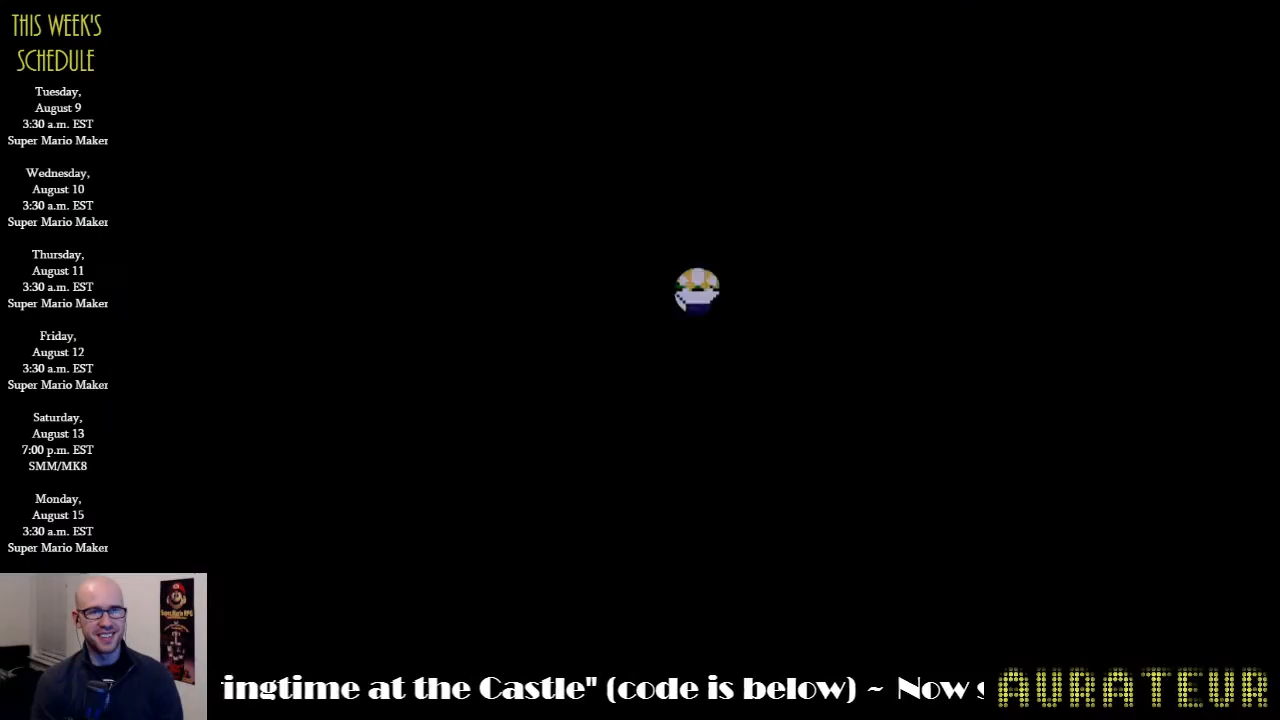 THIS WEEK'S
SCHEDULE
Tuesday,
August 9
3:30 a.m. EST
Super Mario Maker
Wednesday,
August 10
3:30 a.m. EST
Super Mario Maker
Thursday,
August 11
3:30 a.m. EST
Super Mario Maker
Friday,
August 12
3:30 a.m. EST
Super Mario Maker
Saturday,
August 13
7:00 p.m. EST
SMM/MK8
Monday,
August 15
3:30 a.m. EST
Super Mario Maker
Super Mario RPG
ingtime at the Castle" (code is below) ~ Now s
AURATEUR